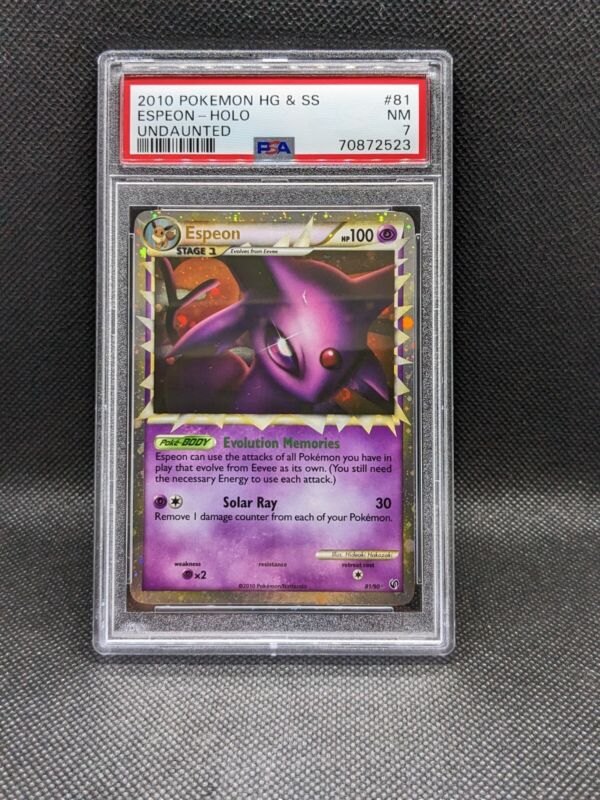 2010 POKEMON HG & SS #81
ESPEON - HOLO NM
UNDAUNTED 7
PSA 70872523
Espeon HP100
STAGE 1 Evolves from Eevee
Poké-BODY Evolution Memories
Espeon can use the attacks of all Pokémon you have in
play that evolve from Eevee as its own. (You still need
the necessary Energy to use each attack.)
Solar Ray 30
Remove 1 damage counter from each of your Pokémon.
Illus. Hideaki Hakozaki
weakness resistance retreat cost
x2
©2010 Pokémon/Nintendo 81/90